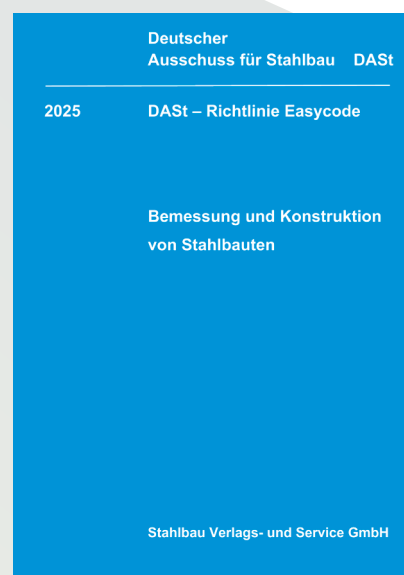 Deutscher
Ausschuss für Stahlbau DASt
2025 DASt – Richtlinie Easycode
Bemessung und Konstruktion
von Stahlbauten
Stahlbau Verlags- und Service GmbH